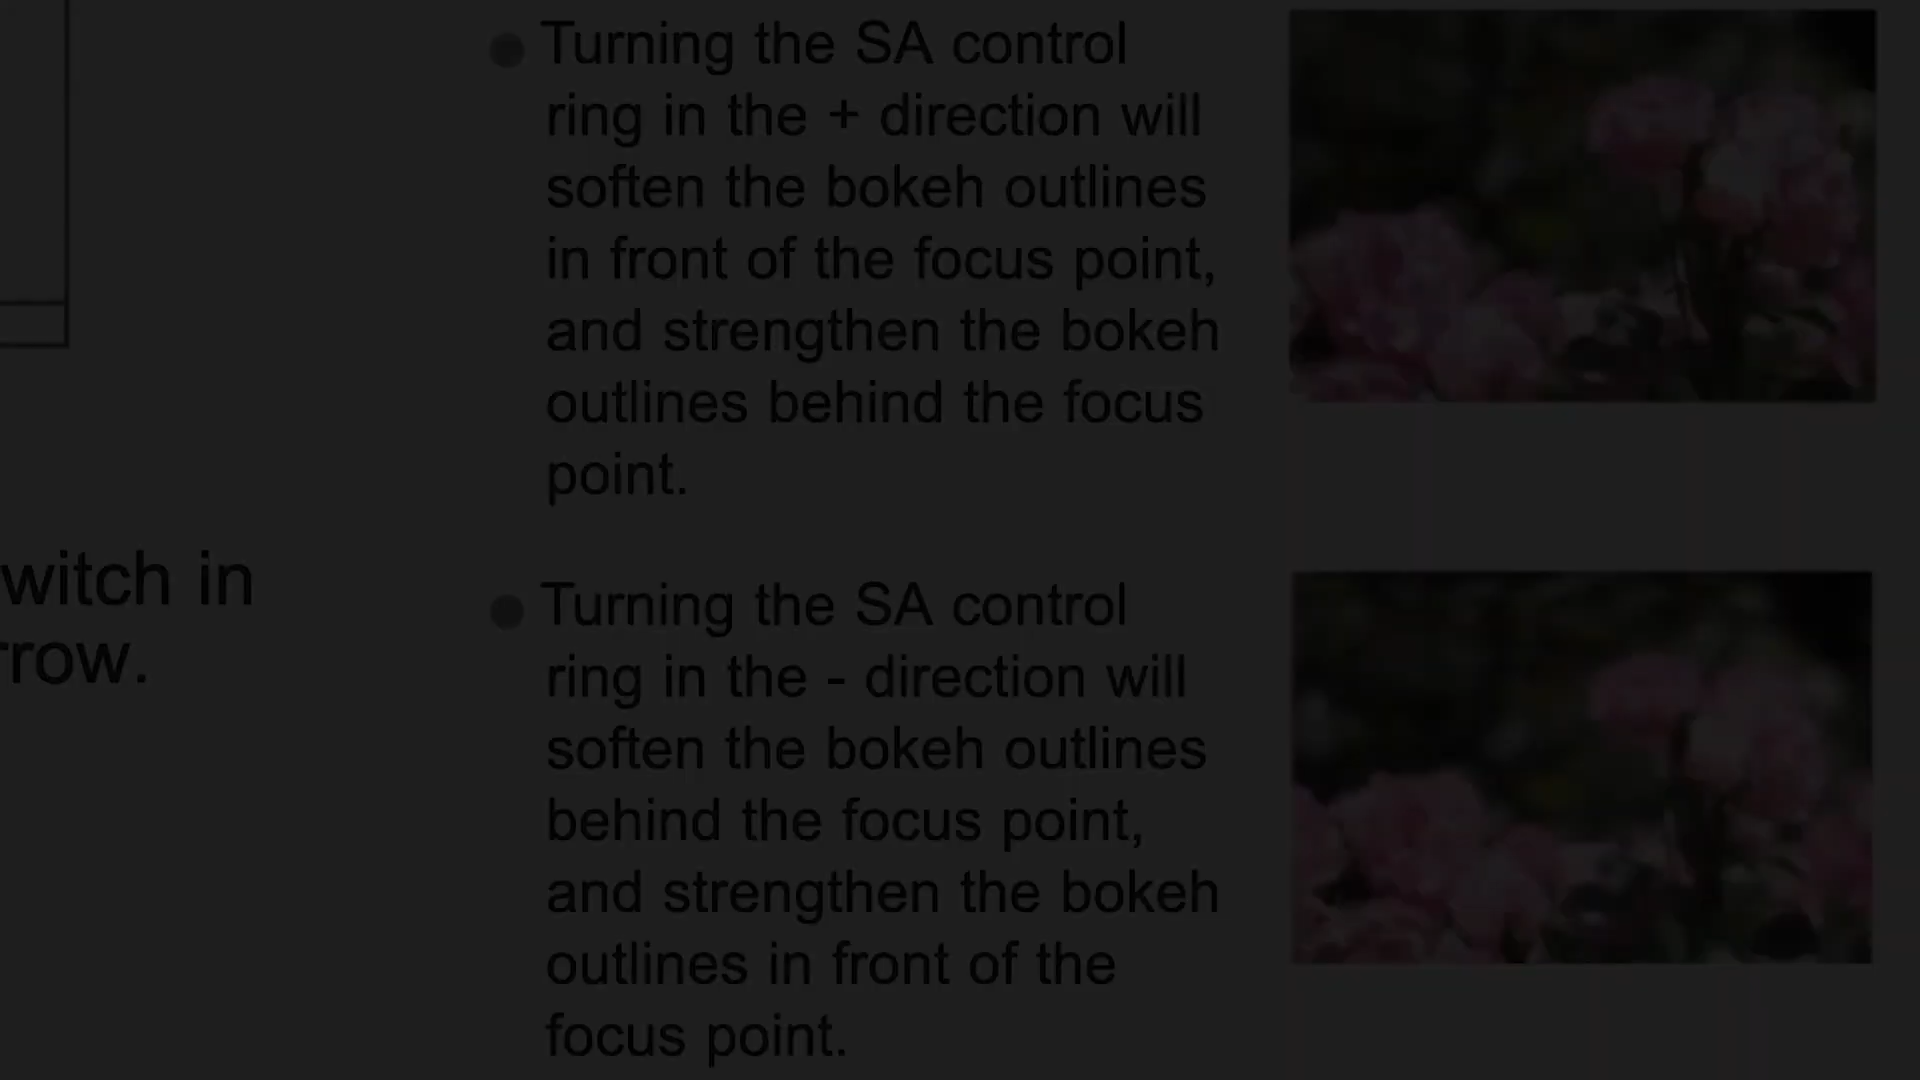 Turning the SA control
ring in the + direction will
soften the bokeh outlines
in front of the focus point,
and strengthen the bokeh
outlines behind the focus
point.
witch in
rrow.
Turning the SA control
ring in the - direction will
soften the bokeh outlines
behind the focus point,
and strengthen the bokeh
outlines in front of the
focus point.